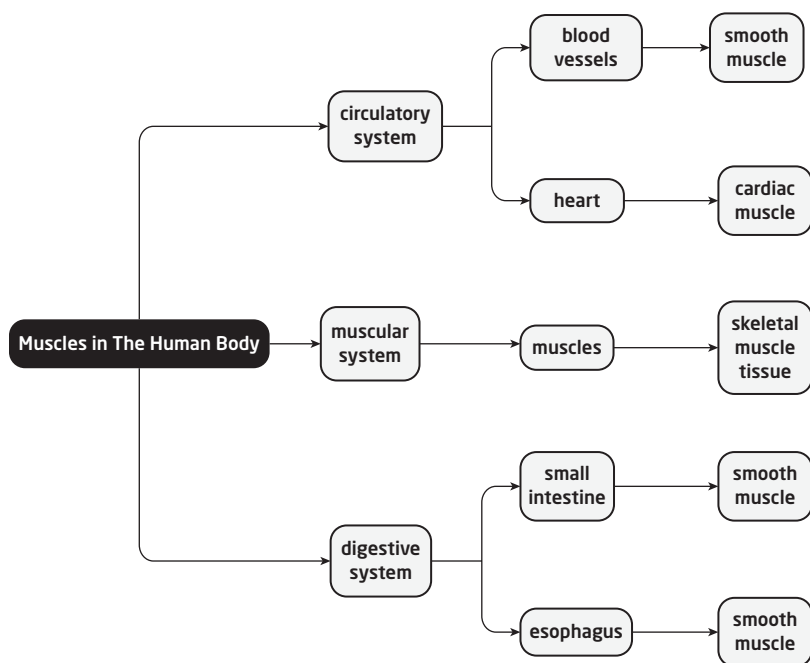 blood
vessels
smooth
muscle
circulatory
system
heart
cardiac
muscle
Muscles in The Human Body
muscular
system
muscles
skeletal
muscle
tissue
small
intestine
smooth
muscle
digestive
system
esophagus
smooth
muscle